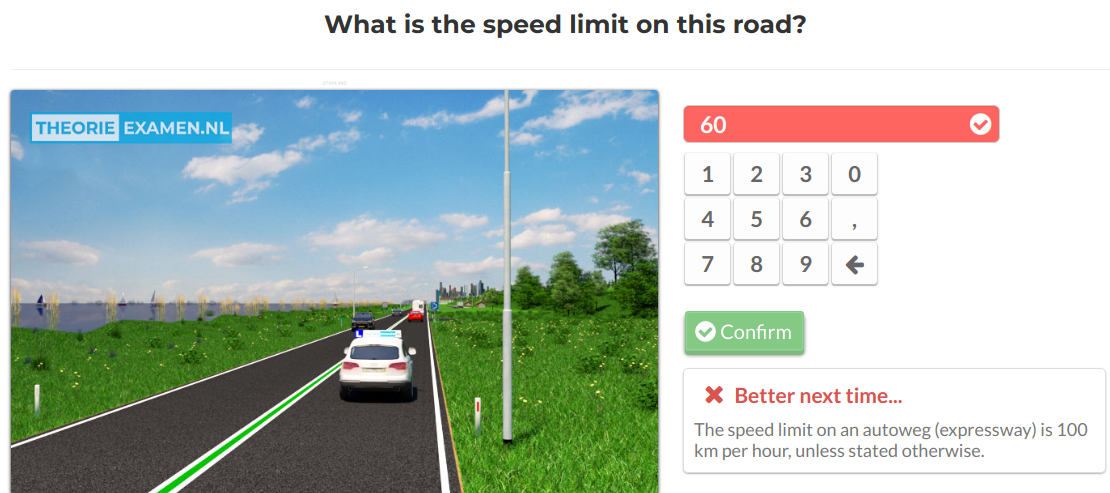 What is the speed limit on this road?
THEORIE EXAMEN.NL
60
1 2 3 0
4 5 6 ,
7 8 9
Confirm
Better next time...
The speed limit on an autoweg (expressway) is 100
km per hour, unless stated otherwise.
L